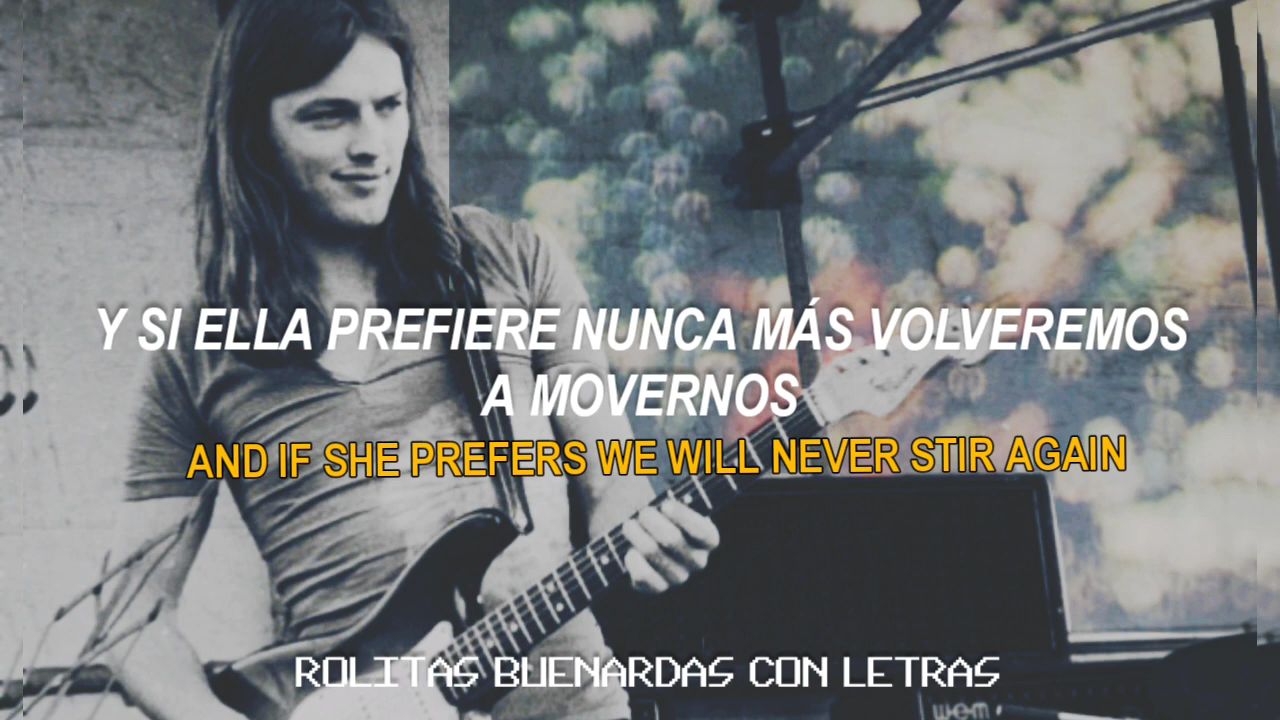 Y SI ELLA PREFIERE NUNCA MÁS VOLVEREMOS
A MOVERNOS
AND IF SHE PREFERS WE WILL NEVER STIR AGAIN
ROLITAS BUENARDAS CON LETRAS
wem